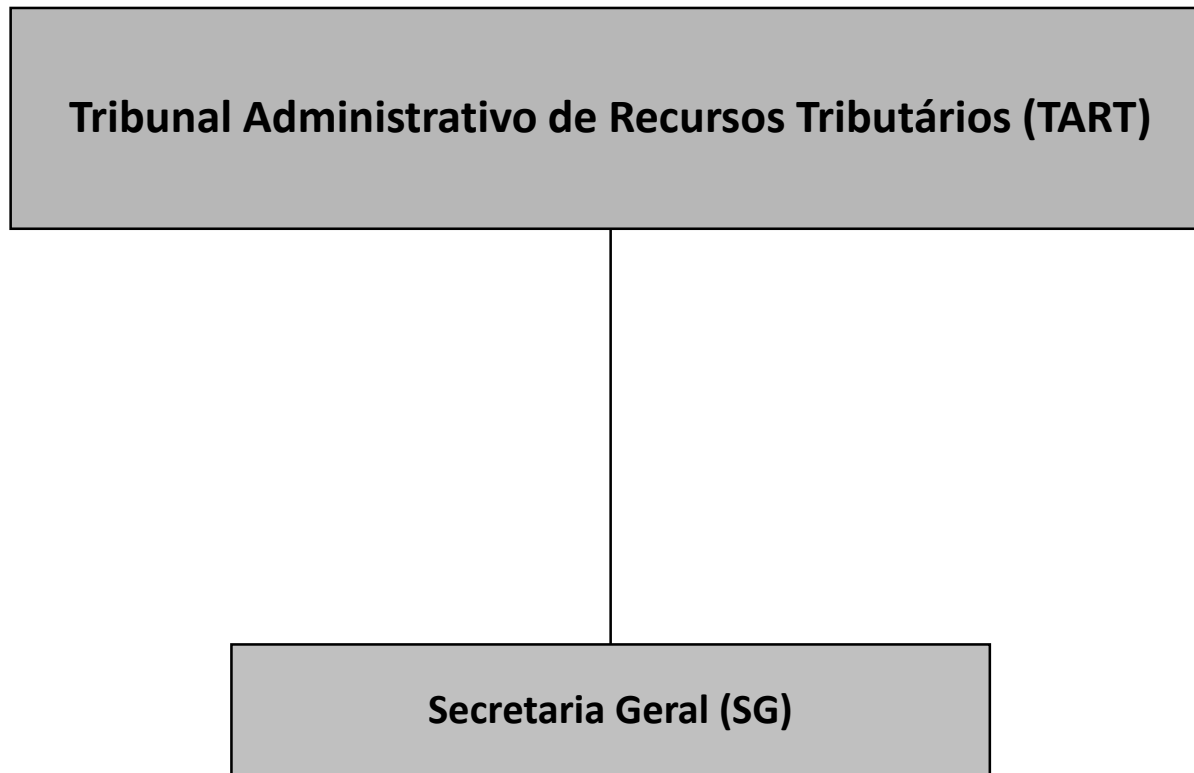 Tribunal Administrativo de Recursos Tributários (TART)
Secretaria Geral (SG)